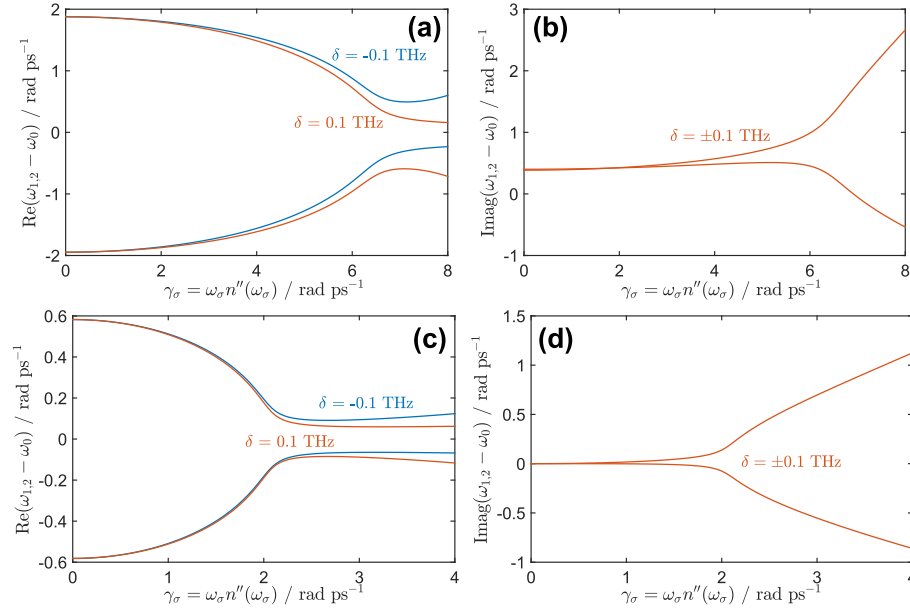 (a)
δ = -0.1 THz
δ = 0.1 THz
Re(ω₁,₂ − ω₀) / rad ps⁻¹
2
1
0
-1
-2
0 2 4 6 8
γσ = ωσn″(ωσ) / rad ps⁻¹
(b)
δ = ±0.1 THz
Imag(ω₁,₂ − ω₀) / rad ps⁻¹
3
2
1
0
-1
0 2 4 6 8
γσ = ωσn″(ωσ) / rad ps⁻¹
(c)
δ = -0.1 THz
δ = 0.1 THz
Re(ω₁,₂ − ω₀) / rad ps⁻¹
0.6
0.4
0.2
0
-0.2
-0.4
-0.6
0 1 2 3 4
γσ = ωσn″(ωσ) / rad ps⁻¹
(d)
δ = ±0.1 THz
Imag(ω₁,₂ − ω₀) / rad ps⁻¹
1.5
1
0.5
0
-0.5
-1
0 1 2 3 4
γσ = ωσn″(ωσ) / rad ps⁻¹